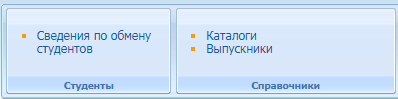 Сведения по обмену
студентов
Студенты
Каталоги
Выпускники
Справочники